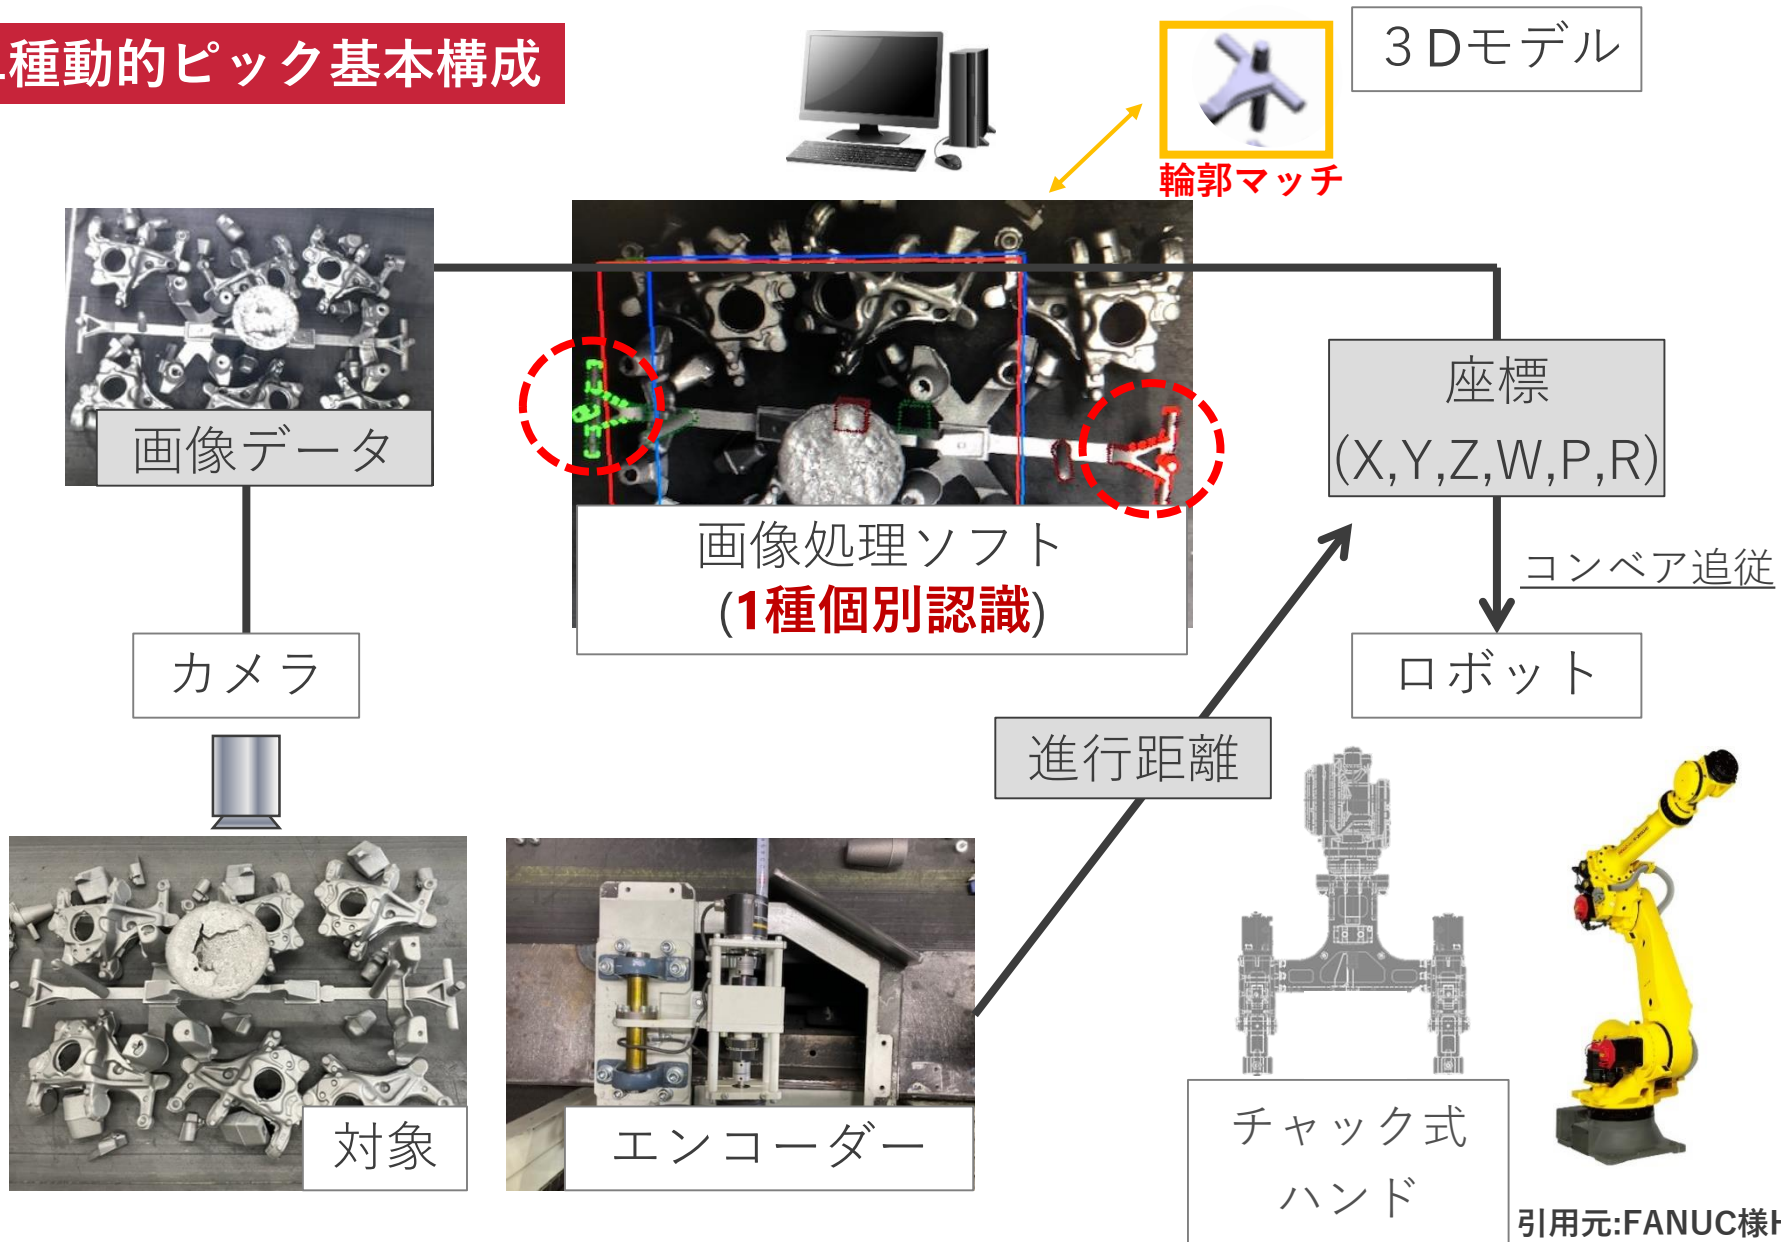 種動的ピック基本構成
３Dモデル
輪郭マッチ
画像データ
座標
(X,Y,Z,W,P,R)
画像処理ソフト
(1種個別認識)
コンベア追従
カメラ
ロボット
進行距離
対象
エンコーダー
チャック式
ハンド
引用元:FANUC様H